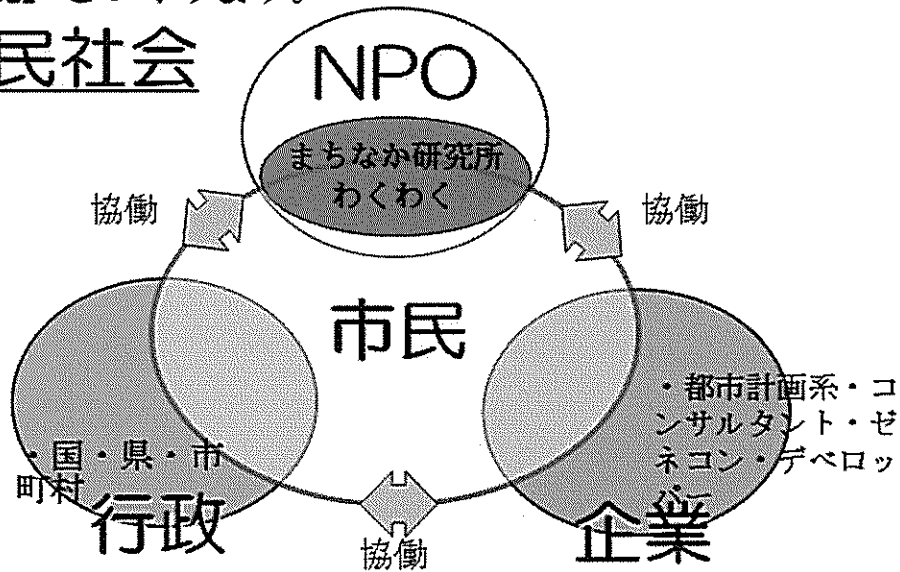 民社会
NPO
まちなか研究所
わくわく
協働
協働
市民
・都市計画系・コ
ンサルタント・ゼ
ネコン・デベロッ
パー
・国・県・市
町村
行政
企業
協働